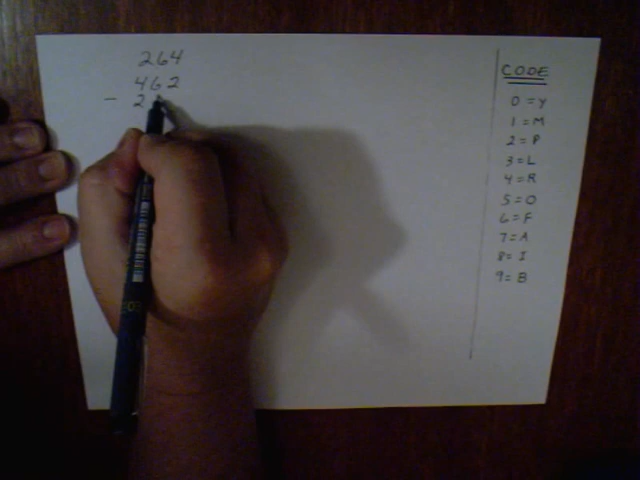 264
462
- 2
CODE
0 = Y
1 = M
2 = P
3 = L
4 = R
5 = O
6 = F
7 = A
8 = I
9 = B